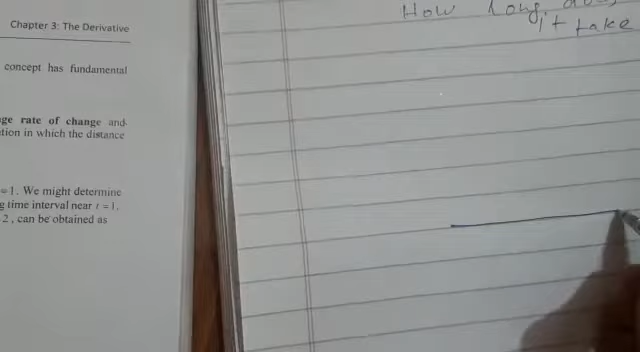 Chapter 3: The Derivative
concept has fundamental
ge rate of change and
tion in which the distance
= 1. We might determine
g time interval near t = 1.
2, can be obtained as
How long
it take